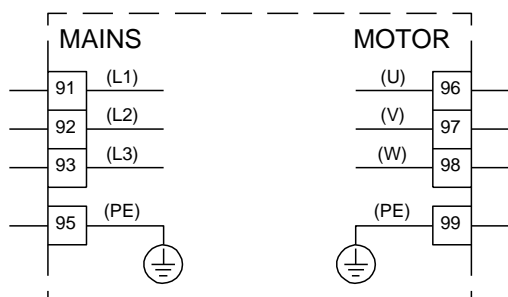 MAINS MOTOR
91 (L1) (U) 96
92 (L2) (V) 97
93 (L3) (W) 98
95 (PE) (PE) 99